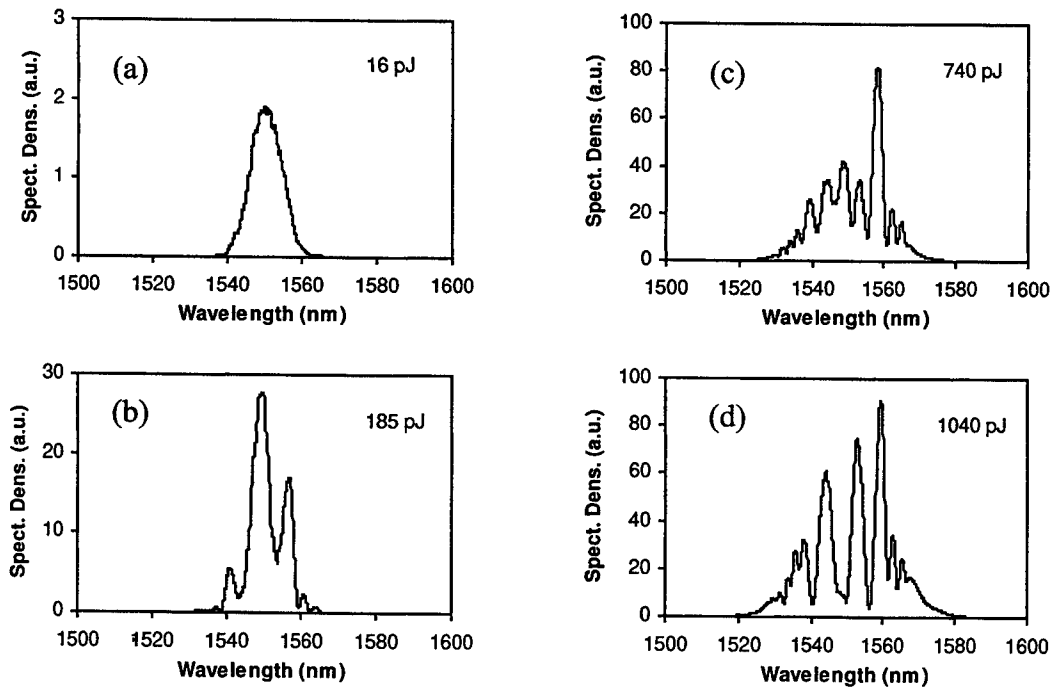 (a)
16 pJ
Spect. Dens. (a.u.)
3
2
1
0
1500 1520 1540 1560 1580 1600
Wavelength (nm)
(c)
740 pJ
Spect. Dens. (a.u.)
100
80
60
40
20
0
1500 1520 1540 1560 1580 1600
Wavelength (nm)
(b)
185 pJ
Spect. Dens. (a.u.)
30
20
10
0
1500 1520 1540 1560 1580 1600
Wavelength (nm)
(d)
1040 pJ
Spect. Dens. (a.u.)
100
80
60
40
20
0
1500 1520 1540 1560 1580 1600
Wavelength (nm)